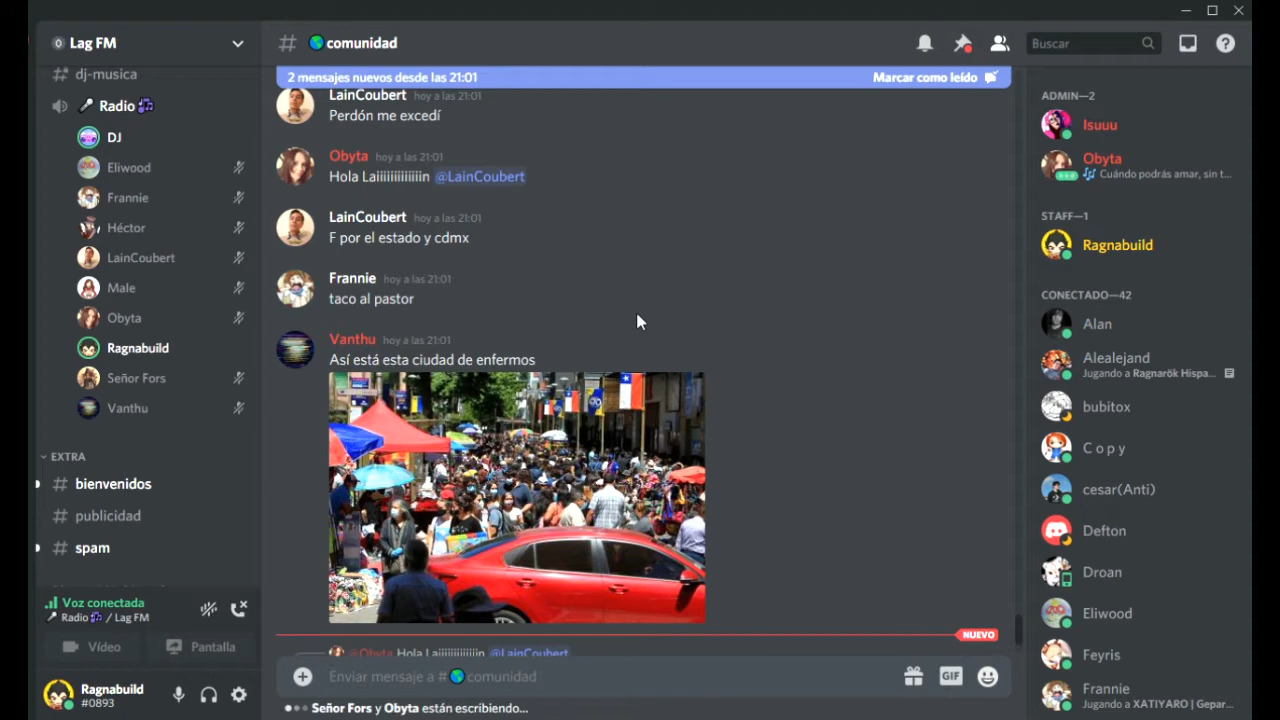 Lag FM
dj-musica
Radio
DJ
Eliwood
Frannie
Héctor
LainCoubert
Male
Obyta
Ragnabuild
Señor Fors
Vanthu
EXTRA
# bienvenidos
# publicidad
# spam
Voz conectada
Radio / Lag FM
Vídeo
Pantalla
Ragnabuild
#0893
# comunidad
Buscar
2 mensajes nuevos desde las 21:01 Marcar como leído
LainCoubert hoy a las 21:01
Perdón me excedí
Obyta hoy a las 21:01
Hola Laiiiiiiiiiiiiin @LainCoubert
LainCoubert hoy a las 21:01
F por el estado y cdmx
Frannie hoy a las 21:01
taco al pastor
Vanthu hoy a las 21:01
Así está esta ciudad de enfermos
NUEVO
@Obyta Hola Laiiiiiiiiiiiiin @LainCoubert
Enviar mensaje a # comunidad
GIF
Señor Fors y Obyta están escribiendo...
ADMIN—2
Isuuu
Obyta
Cuándo podrás amar, sin t...
STAFF—1
Ragnabuild
CONECTADO—42
Alan
Alealejand
Jugando a Ragnarök Hispa...
bubitox
C o p y
cesar(Anti)
Defton
Droan
Eliwood
Feyris
Frannie
Jugando a XATIYARO | Gepar...